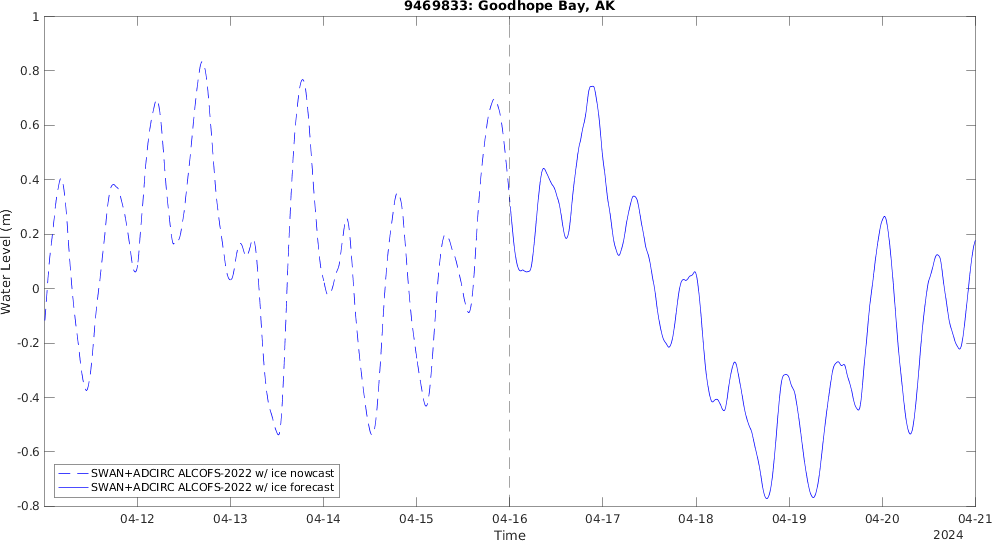 9469833: Goodhope Bay, AK
1
0.8
0.6
0.4
0.2
0
-0.2
-0.4
-0.6
-0.8
Water Level (m)
SWAN+ADCIRC ALCOFS-2022 w/ ice nowcast
SWAN+ADCIRC ALCOFS-2022 w/ ice forecast
04-12 04-13 04-14 04-15 04-16 04-17 04-18 04-19 04-20 04-21
Time
2024